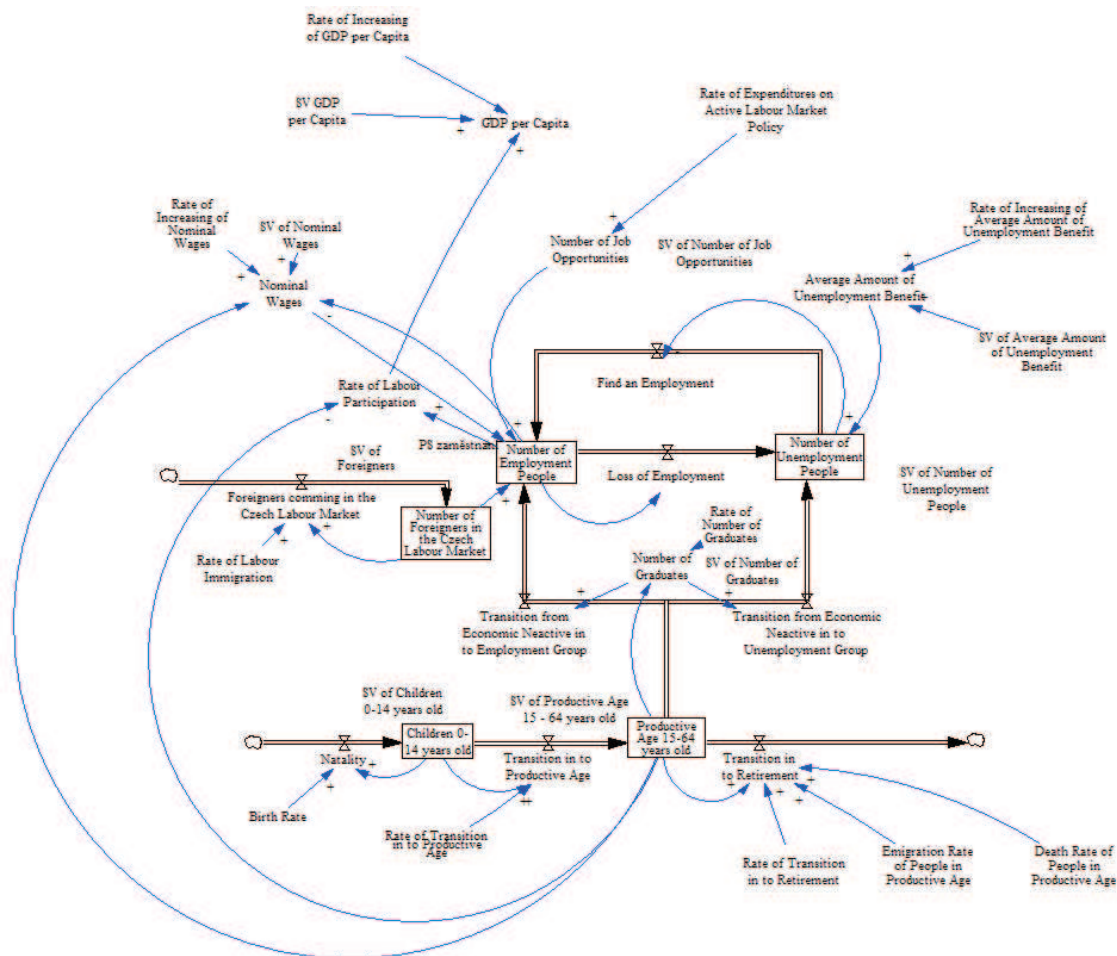 Rate of Increasing
of GDP per Capita
SV GDP
per Capita
+
GDP per Capita
+
Rate of Expenditures on
Active Labour Market
Policy
Rate of
Increasing of
Nominal
Wages
SV of Nominal
Wages
+
+
Nominal
Wages
-
+
Number of Job
Opportunities
SV of Number of Job
Opportunities
Rate of Increasing of
Average Amount of
Unemployment Benefit
+
Average Amount of
Unemployment Benefit
+
SV of Average Amount
of Unemployment
Benefit
-
Find an Employment
Rate of Labour
Participation
-
+
+
PS zaměstnaní
Number of
Employment
People
+
Number of
Unemployment
People
Loss of Employment
SV of Number of
Unemployment
People
SV of
Foreigners
Foreigners comming in the
Czech Labour Market
+
+
Number of
Foreigners in
the Czech
Labour Market
+
Rate of Labour
Immigration
Rate of
Number of
Graduates
Number of
Graduates
SV of Number of
Graduates
+
+
Transition from
Economic Neactive in
to Employment Group
Transition from Economic
Neactive in to
Unemployment Group
SV of Children
0-14 years old
SV of Productive Age
15 - 64 years old
Children 0-
14 years old
Productive
Age 15-64
years old
Natality
+
+
Transition in to
Productive Age
++
Transition in
to Retirement
+
+
+
+
Birth Rate
Rate of Transition
in to Productive
Age
Rate of Transition
in to Retirement
Emigration Rate
of People in
Productive Age
Death Rate of
People in
Productive Age